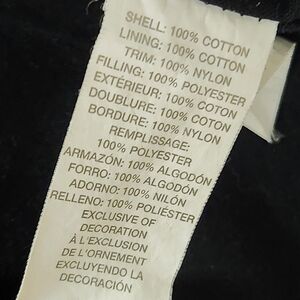 SHELL: 100% COTTON
LINING: 100% COTTON
TRIM: 100% NYLON
FILLING: 100% POLYESTER
EXTÉRIEUR: 100% COTON
DOUBLURE: 100% COTON
BORDURE: 100% NYLON
REMPLISSAGE:
100% POLYESTER
ARMAZÓN: 100% ALGODÓN
FORRO: 100% ALGODÓN
ADORNO: 100% NILÓN
RELLENO: 100% POLIÉSTER
EXCLUSIVE OF
DECORATION
À L'EXCLUSION
DE L'ORNEMENT
EXCLUYENDO LA
DECORACIÓN